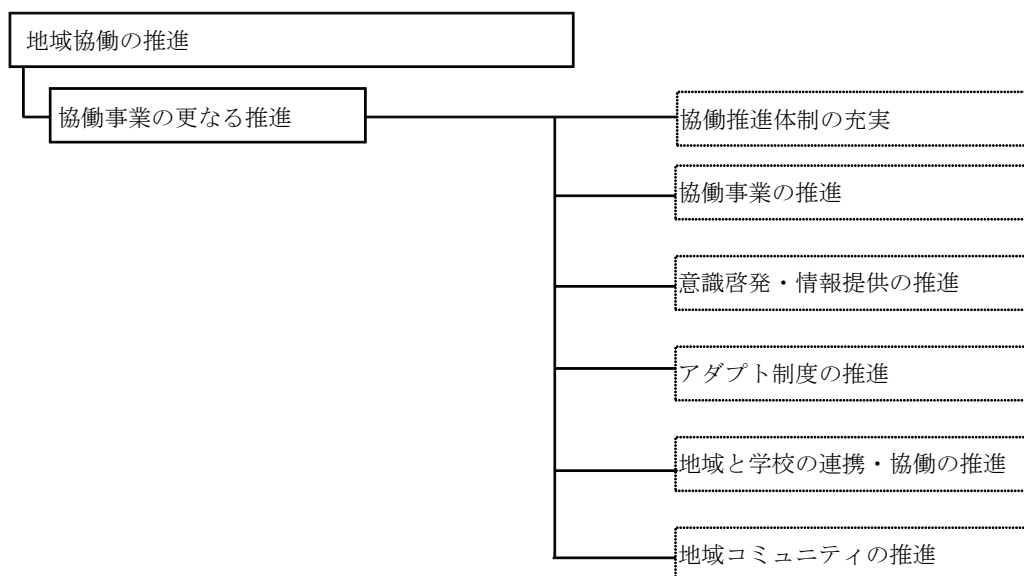 地域協働の推進
協働事業の更なる推進
協働推進体制の充実
協働事業の推進
意識啓発・情報提供の推進
アダプト制度の推進
地域と学校の連携・協働の推進
地域コミュニティの推進